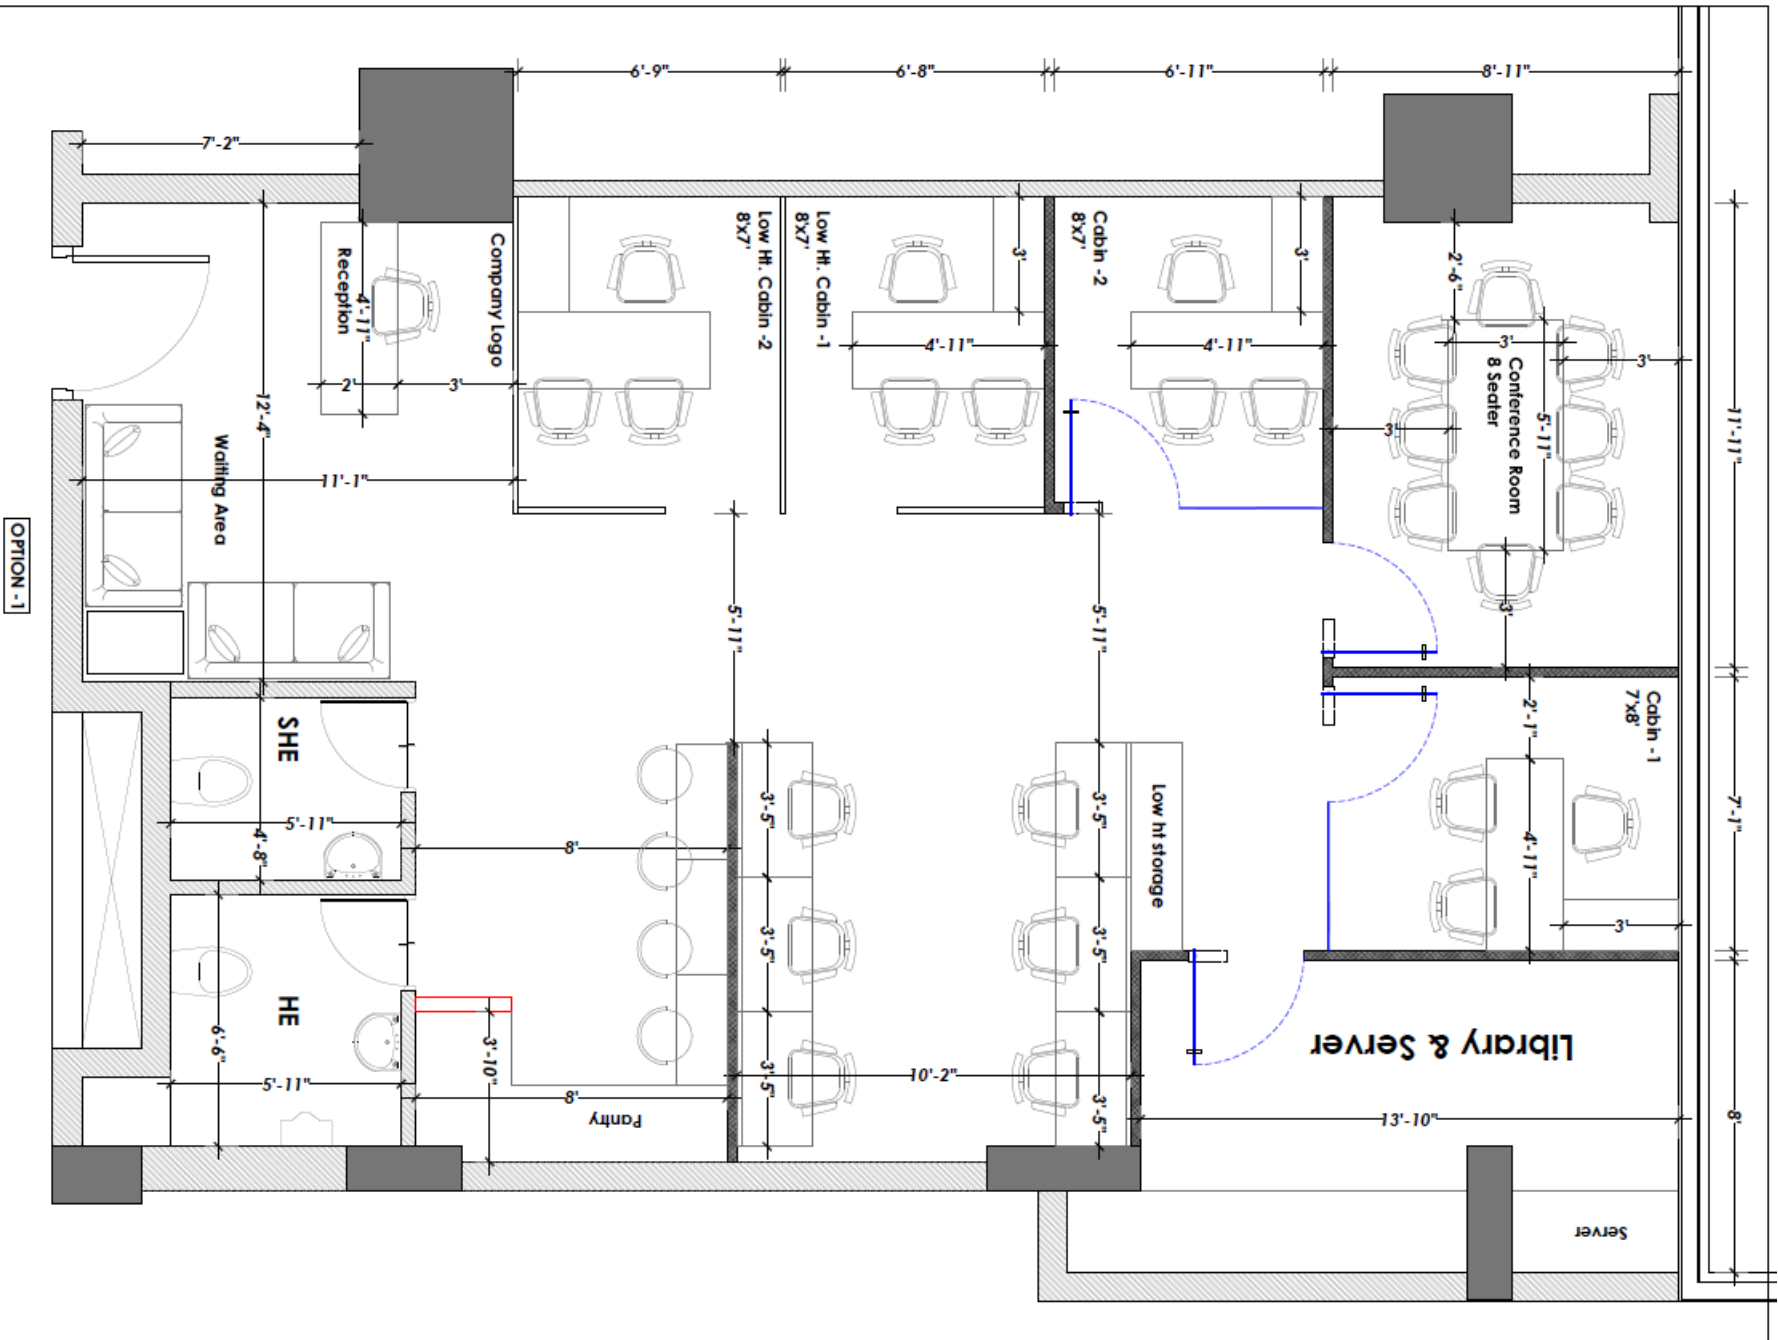 6'-9"
6'-8"
6'-11"
8'-11"
7'-2"
Company Logo
Reception
4'-11"
2'
3'
12'-4"
11'-1"
Waiting Area
Low Ht. Cabin -2
8'x7'
Low Ht. Cabin -1
8'x7'
3'
4'-11"
Cabin -2
8'x7'
3'
4'-11"
2'-6"
3'
Conference Room
8 Seater
5'-11"
3'
3'
3'
11'-11"
OPTION -1
5'-11"
5'-11"
Cabin -1
7'x8'
2'-1"
4'-11"
3'
7'-1"
SHE
5'-11"
4'-8"
8'
3'-5"
3'-5"
3'-5"
3'-5"
3'-5"
3'-5"
Low ht storage
HE
6'-6"
5'-11"
3'-10"
8'
Pantry
10'-2"
Library & Server
13'-10"
8'
Server